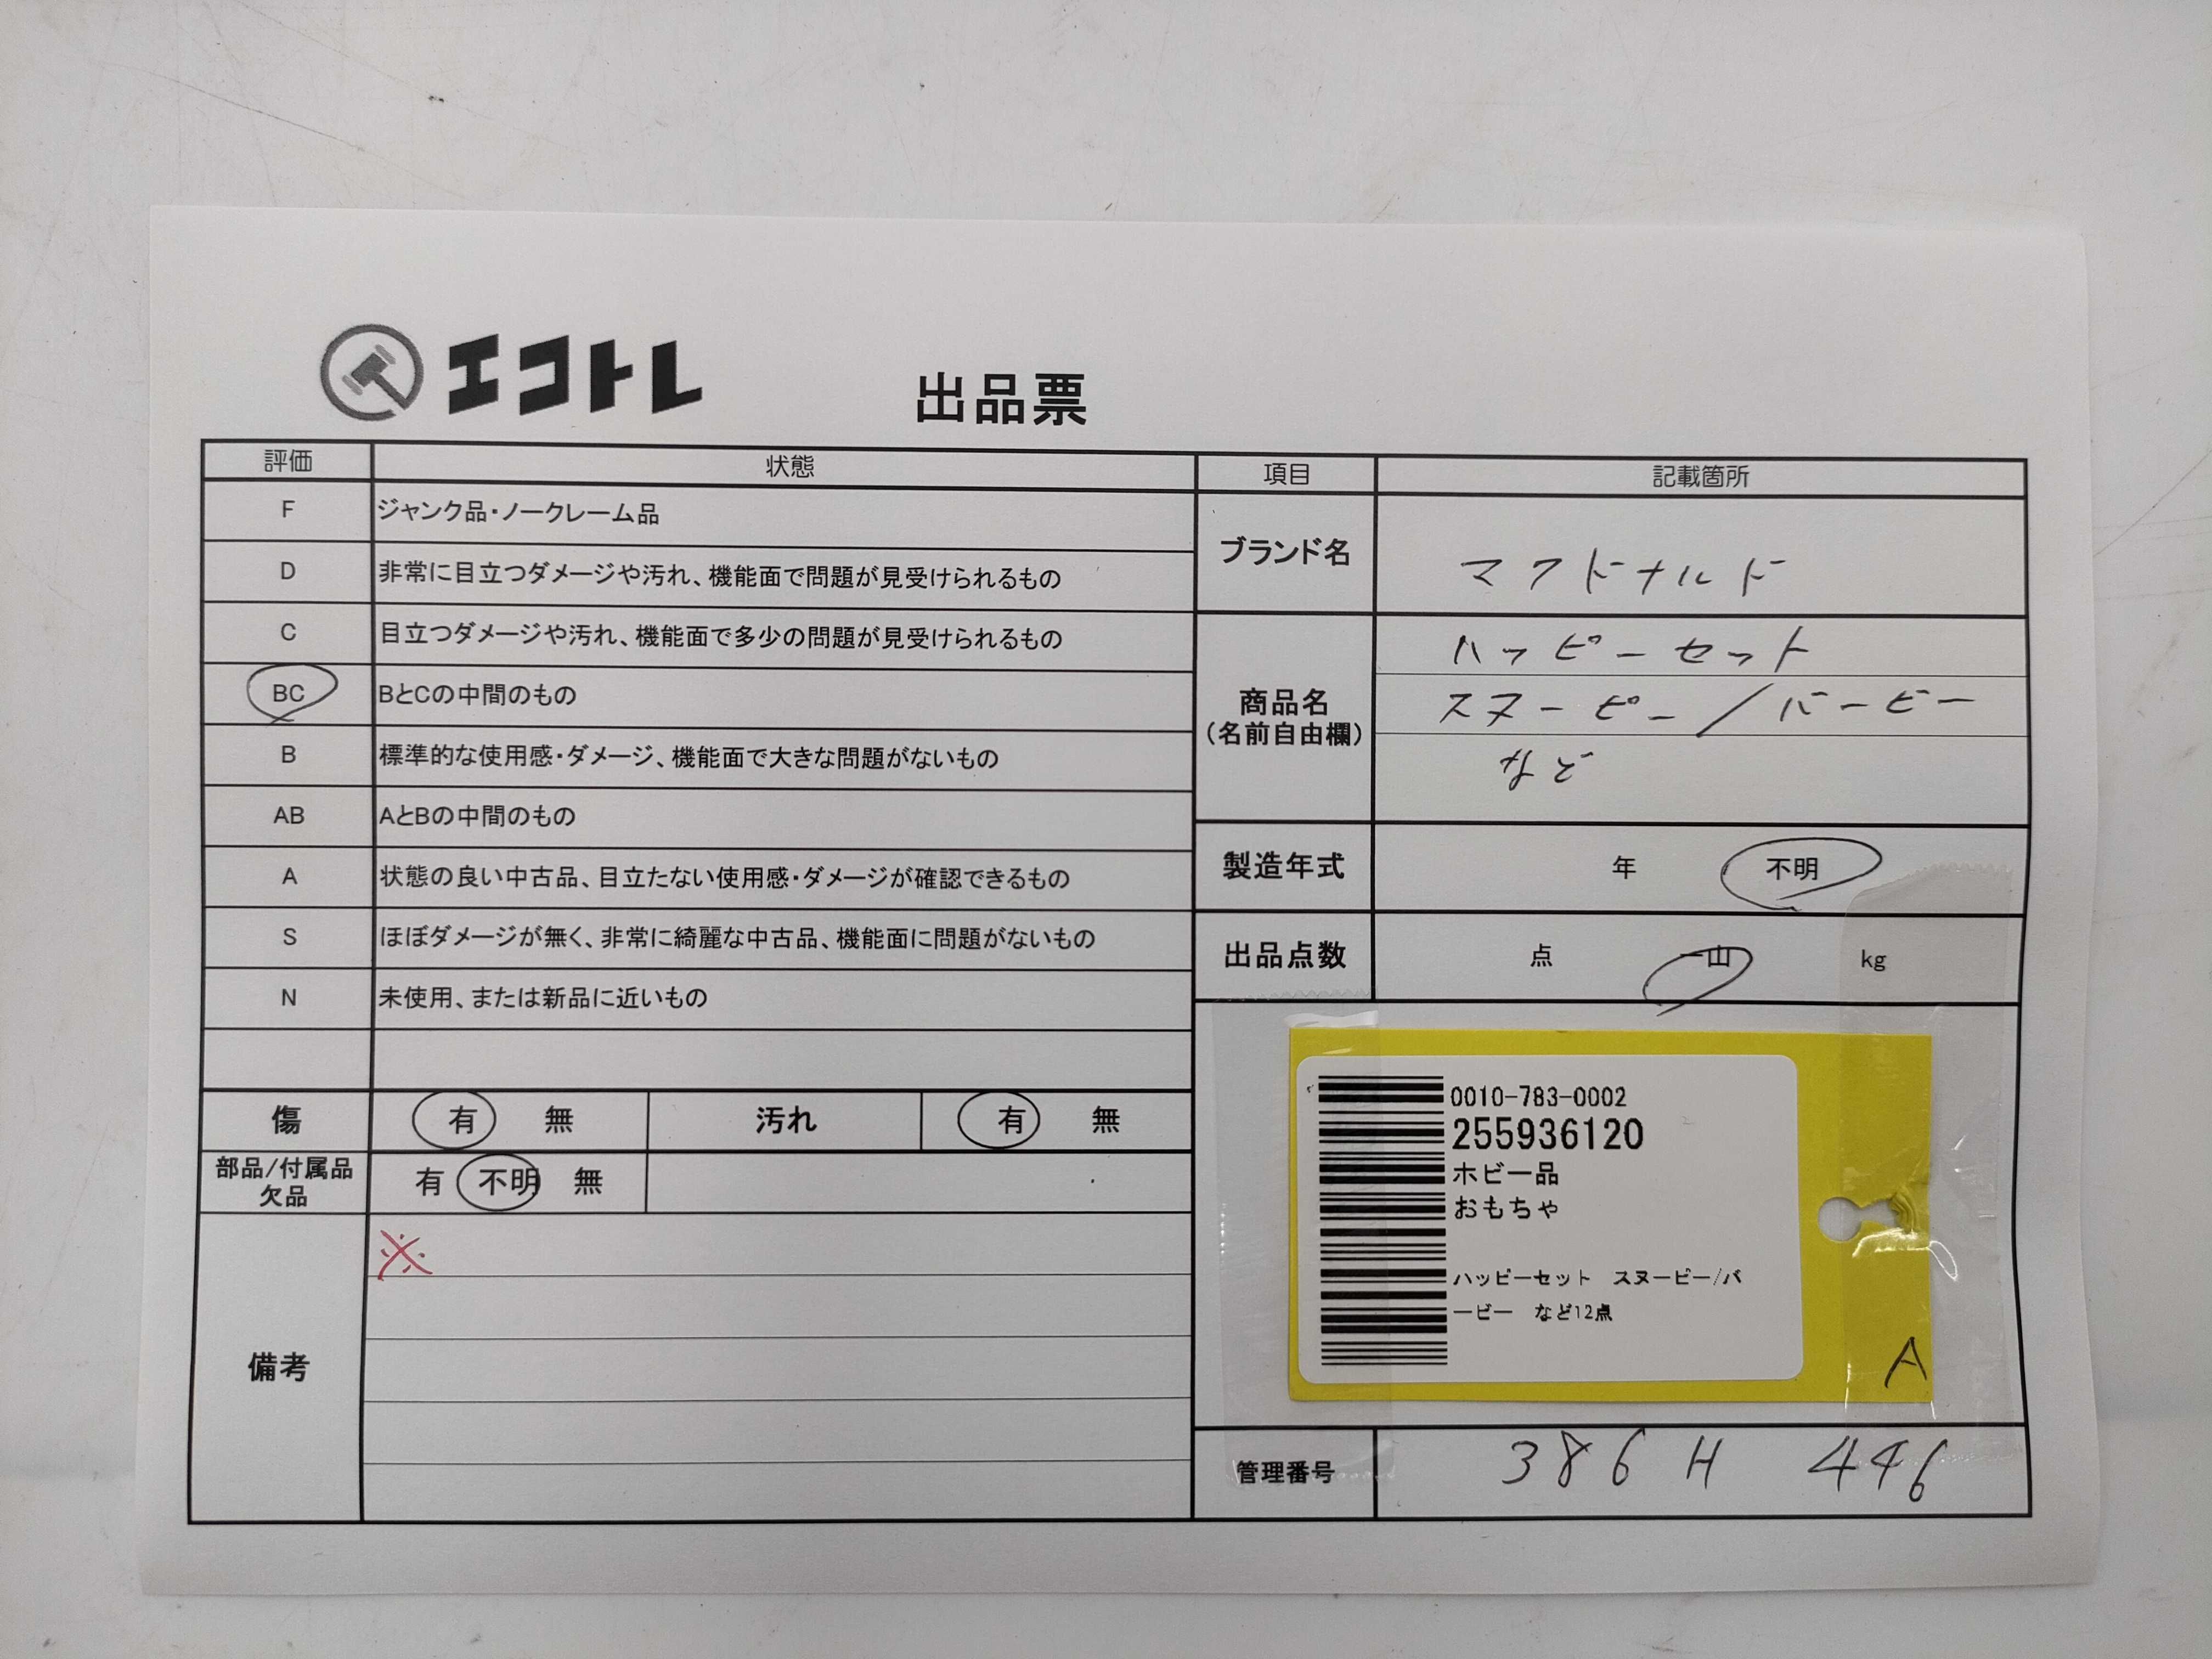 エコトレ
出品票
評価 状態
F ジャンク品・ノークレーム品
D 非常に目立つダメージや汚れ、機能面で問題が見受けられるもの
C 目立つダメージや汚れ、機能面で多少の問題が見受けられるもの
BC BとCの中間のもの
B 標準的な使用感・ダメージ、機能面で大きな問題がないもの
AB AとBの中間のもの
A 状態の良い中古品、目立たない使用感・ダメージが確認できるもの
S ほぼダメージが無く、非常に綺麗な中古品、機能面に問題がないもの
N 未使用、または新品に近いもの
傷 有 無 汚れ 有 無
部品/付属品
欠品 有 不明 無
備考 ※
項目 記載箇所
ブランド名 マクドナルド
商品名
(名前自由欄)
ハッピーセット
スヌーピー/バービー
など
製造年式 年 不明
出品点数 点 一山 kg
0010-783-0002
255936120
ホビー品
おもちゃ
ハッピーセット スヌーピー/バ
ービー など12点
A
管理番号 386 H 446